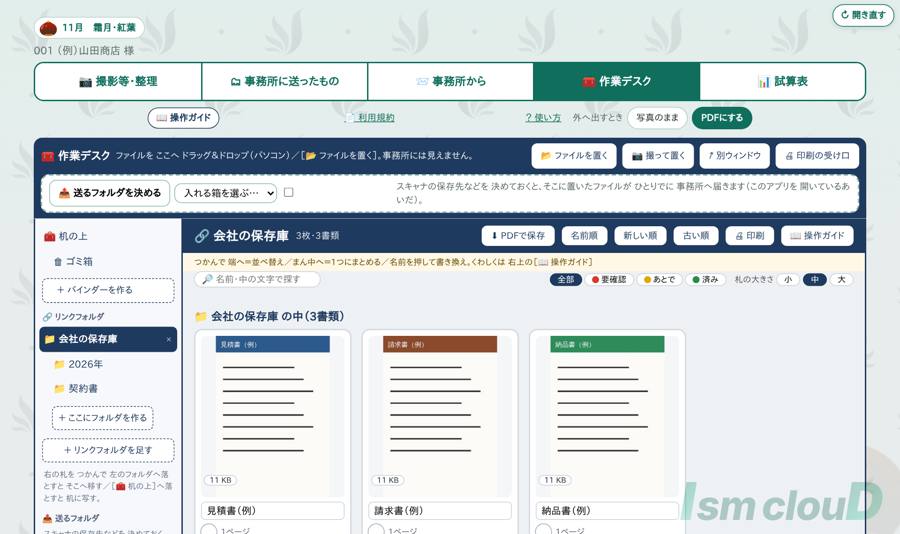 開き直す
11月 霜月・紅葉
001 (例)山田商店 様
撮影等・整理
事務所に送ったもの
事務所から
作業デスク
試算表
操作ガイド
利用規約
? 使い方
外へ出すとき
写真のまま
PDFにする
作業デスク ファイルを ここへ ドラッグ&ドロップ(パソコン)/[📂 ファイルを置く]。事務所には見えません。
ファイルを置く
撮って置く
別ウィンドウ
印刷の受け口
送るフォルダを決める
入れる箱を選ぶ…
スキャナの保存先などを 決めておくと、そこに置いたファイルが ひとりでに 事務所へ届きます(このアプリを 開いているあ
いだ)。
机の上
ゴミ箱
+ バインダーを作る
リンクフォルダ
会社の保存庫 ×
2026年
契約書
+ ここにフォルダを作る
+ リンクフォルダを足す
右の札を つかんで 左のフォルダへ落
とすと そこへ移す/[🧰 机の上]へ落
とすと 机に写す。
送るフォルダ
会社の保存庫 3枚・3書類
⬇ PDFで保存
名前順
新しい順
古い順
印刷
操作ガイド
つかんで 端へ=並べ替え/まん中へ=1つにまとめる/名前を押して書き換え。くわしくは 右上の[📖 操作ガイド]
名前・中の文字で探す
全部
要確認
あとで
済み
札の大きさ
小
中
大
会社の保存庫 の中(3書類)
見積書(例)
11 KB
見積書(例)
1ページ
請求書(例)
11 KB
請求書(例)
1ページ
納品書(例)
11 KB
納品書(例)
1ページ
Ism clouD